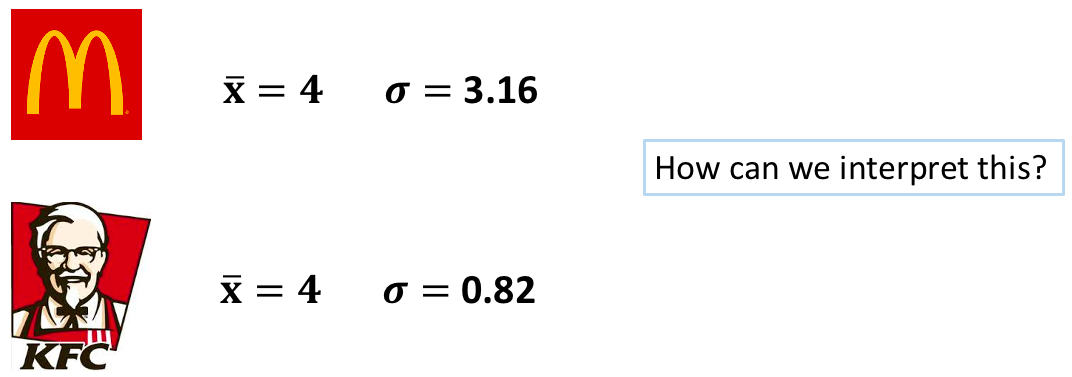 x̄ = 4 σ = 3.16
How can we interpret this?
KFC
x̄ = 4 σ = 0.82